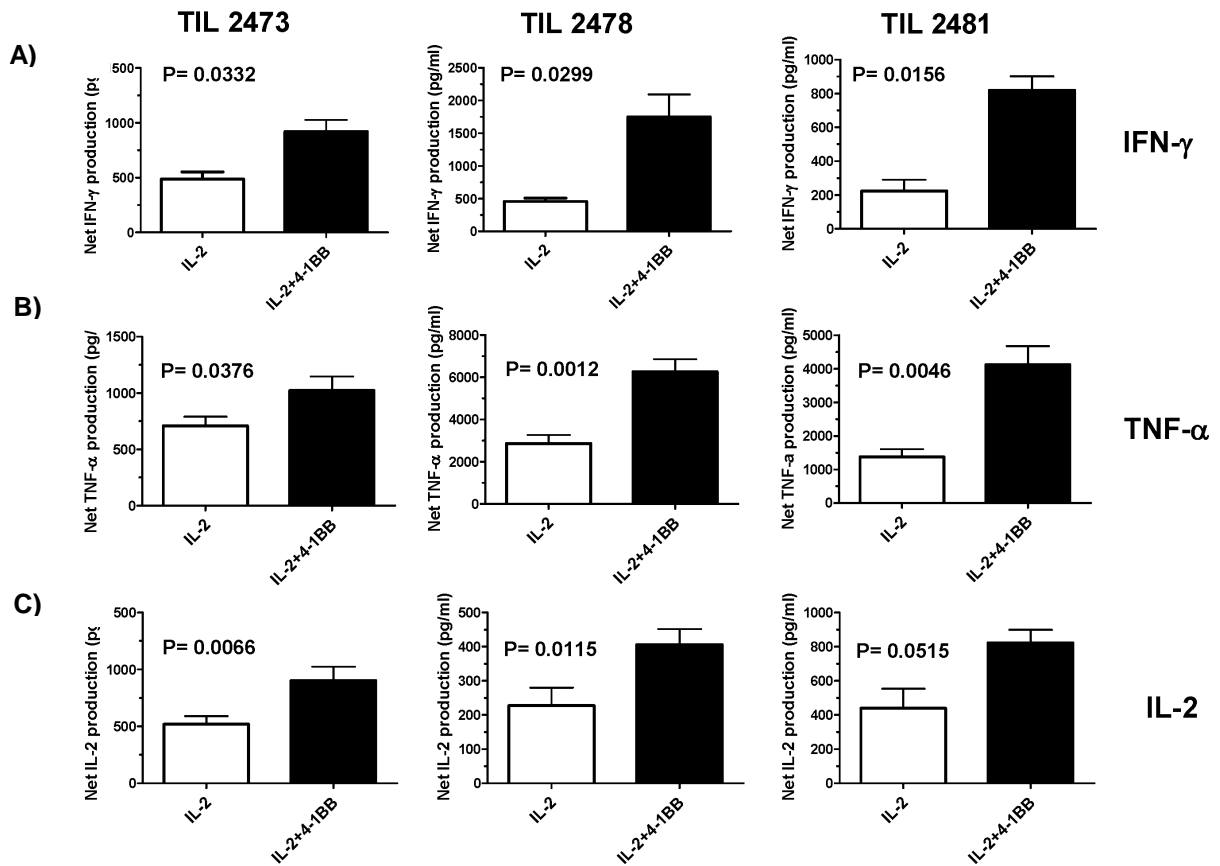 TIL 2473
TIL 2478
TIL 2481
A)
Net IFN-γ production (pg
500
1000
500
0
P= 0.0332
IL-2
IL-2+4-1BB
Net IFN-γ production (pg/ml)
2500
2000
1500
1000
500
0
P= 0.0299
IL-2
IL-2+4-1BB
Net IFN-γ production (pg/ml)
1000
800
600
400
200
0
P= 0.0156
IL-2
IL-2+4-1BB
IFN-γ
B)
Net TNF-α production (pg/
1500
1000
500
0
P= 0.0376
IL-2
IL-2+4-1BB
Net TNF-α production (pg/ml)
8000
6000
4000
2000
0
P= 0.0012
IL-2
IL-2+4-1BB
Net TNF-a production (pg/ml)
5000
4000
3000
2000
1000
0
P= 0.0046
IL-2
IL-2+4-1BB
TNF-α
C)
Net IL-2 production (pg
500
1000
500
0
P= 0.0066
IL-2
IL-2+4-1BB
Net IL-2 production (pg/ml)
500
400
300
200
100
0
P= 0.0115
IL-2
IL-2+4-1BB
Net IL-2 production (pg/ml)
1000
800
600
400
200
0
P= 0.0515
IL-2
IL-2+4-1BB
IL-2